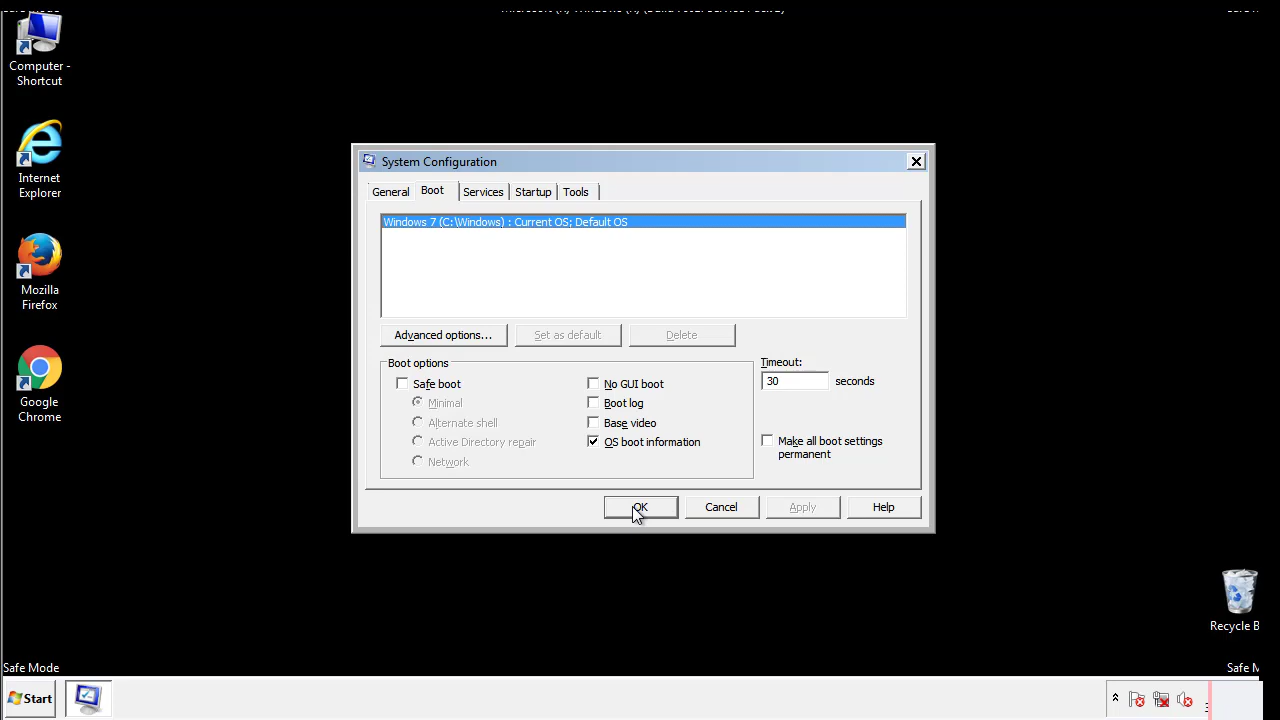 Computer -
Shortcut
Internet
Explorer
Mozilla
Firefox
Google
Chrome
System Configuration
General Boot Services Startup Tools
Windows 7 (C:\Windows) : Current OS; Default OS
Advanced options... Set as default Delete
Boot options
Timeout:
Safe boot No GUI boot
30 seconds
Minimal Boot log
Alternate shell Base video
Active Directory repair OS boot information
Make all boot settings
permanent
Network
OK Cancel Apply Help
Recycle B
Safe Mode
Safe M
Start